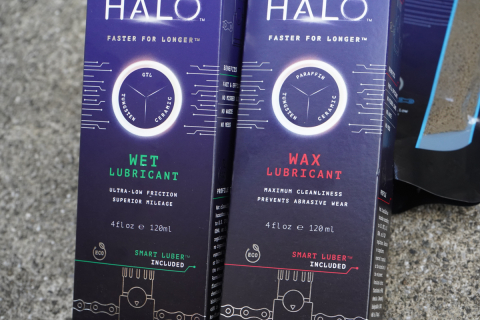 HALO™
FASTER FOR LONGER™
GTL
TUNGSTEN
CERAMIC
WET
LUBRICANT
ULTRA-LOW FRICTION
SUPERIOR MILEAGE
4fl oz e 120ml
ECO
SMART LUBER™
INCLUDED
HALO™
FASTER FOR LONGER™
PARAFFIN
TUNGSTEN
CERAMIC
WAX
LUBRICANT
MAXIMUM CLEANLINESS
PREVENTS ABRASIVE WEAR
4fl oz e 120ml
ECO
SMART LUBER™
INCLUDED